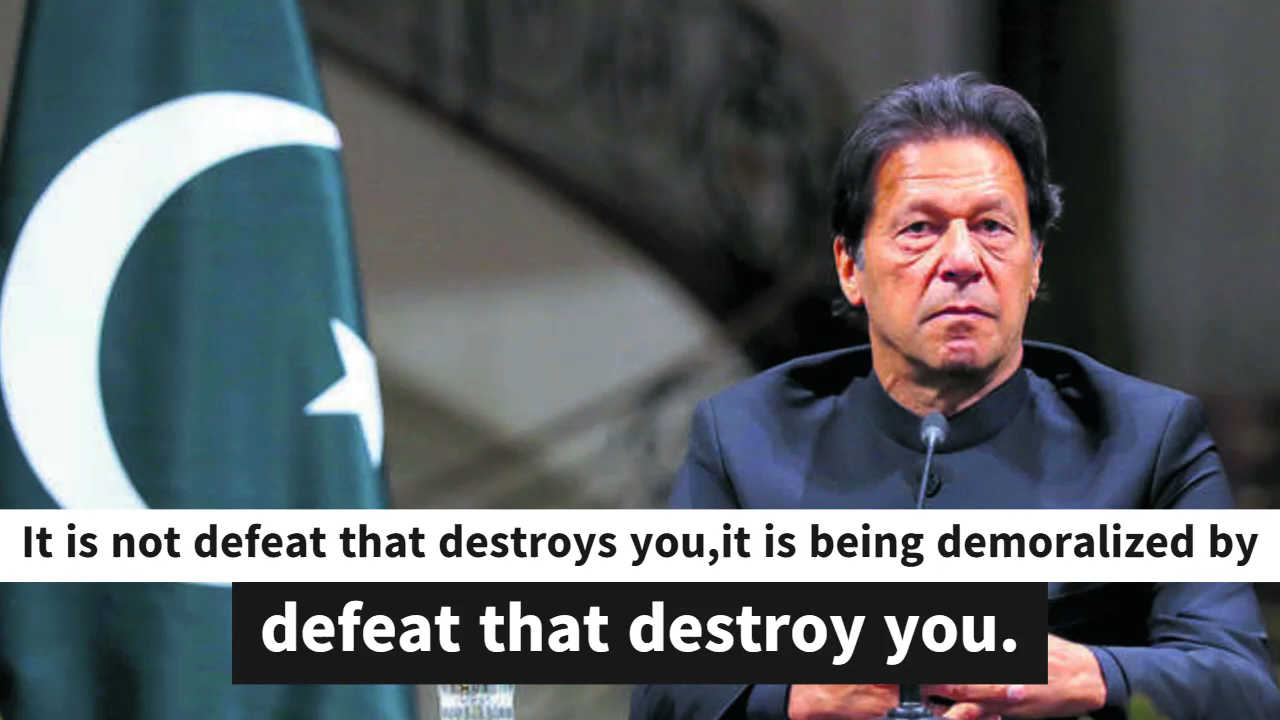 It is not defeat that destroys you,it is being demoralized by
defeat that destroy you.